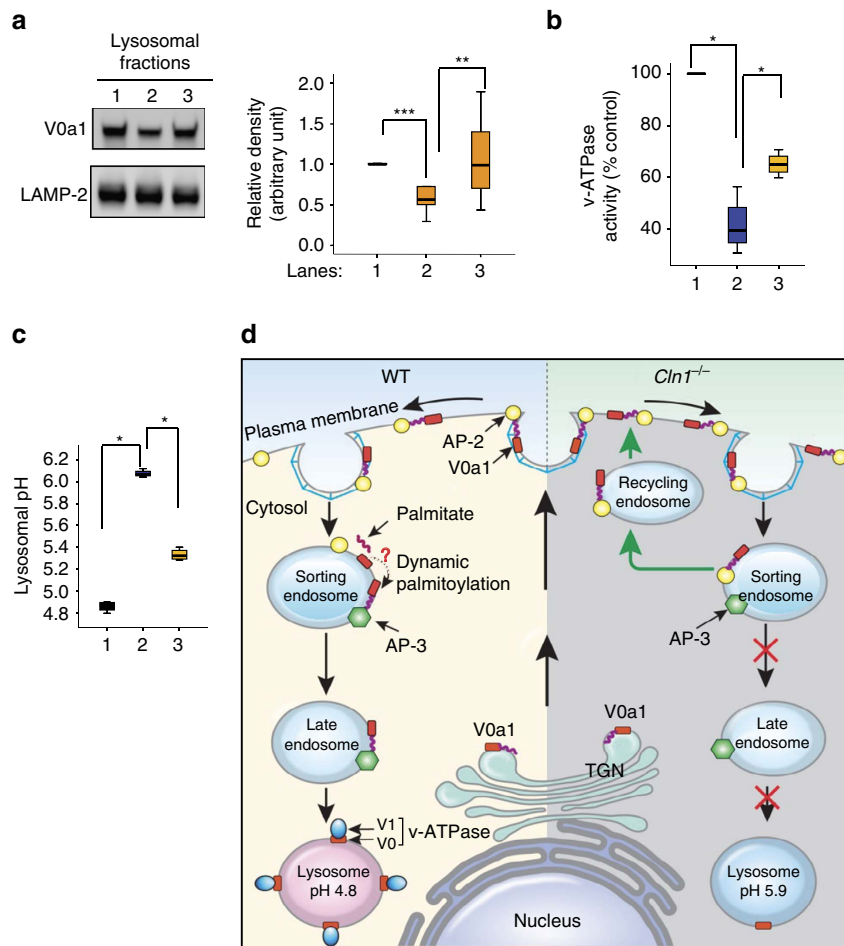 a
Lysosomal
fractions
1 2 3
V0a1
LAMP-2
Relative density
(arbitrary unit)
2.0
1.5
1.0
0.5
0.0
***
**
Lanes: 1 2 3
b
v-ATPase
activity (% control)
100
80
60
40
*
*
1 2 3
c
Lysosomal pH
6.2
6.0
5.8
5.6
5.4
5.2
5.0
4.8
*
*
1 2 3
d
WT
Cln1–/–
Plasma membrane
AP-2
V0a1
Cytosol
Palmitate
?
Dynamic
palmitoylation
Sorting
endosome
AP-3
Late
endosome
V1
V0
v-ATPase
Lysosome
pH 4.8
V0a1
V0a1
TGN
Nucleus
Recycling
endosome
Sorting
endosome
AP-3
Late
endosome
Lysosome
pH 5.9